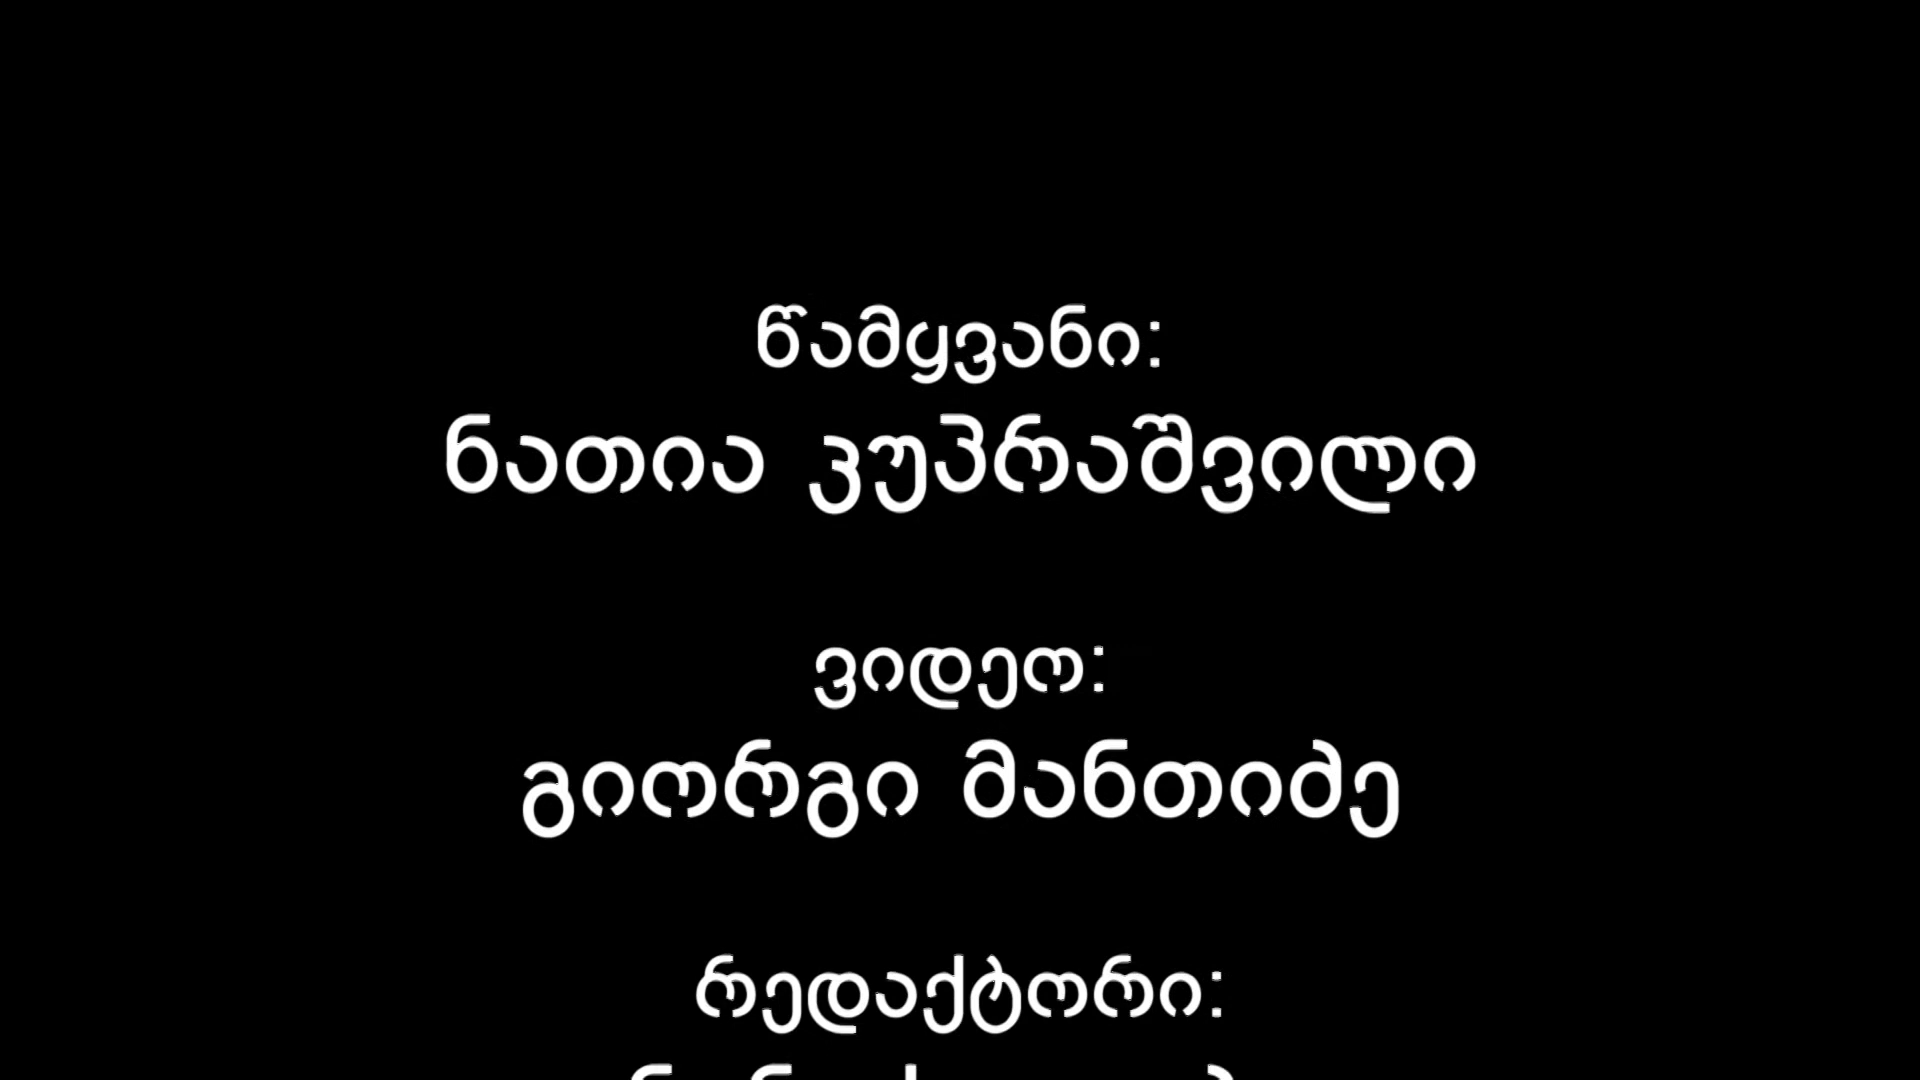 წამყვანი:
ნათია კუპრაშვილი
ვიდეო:
გიორგი მანთიძე
რედაქტორი: